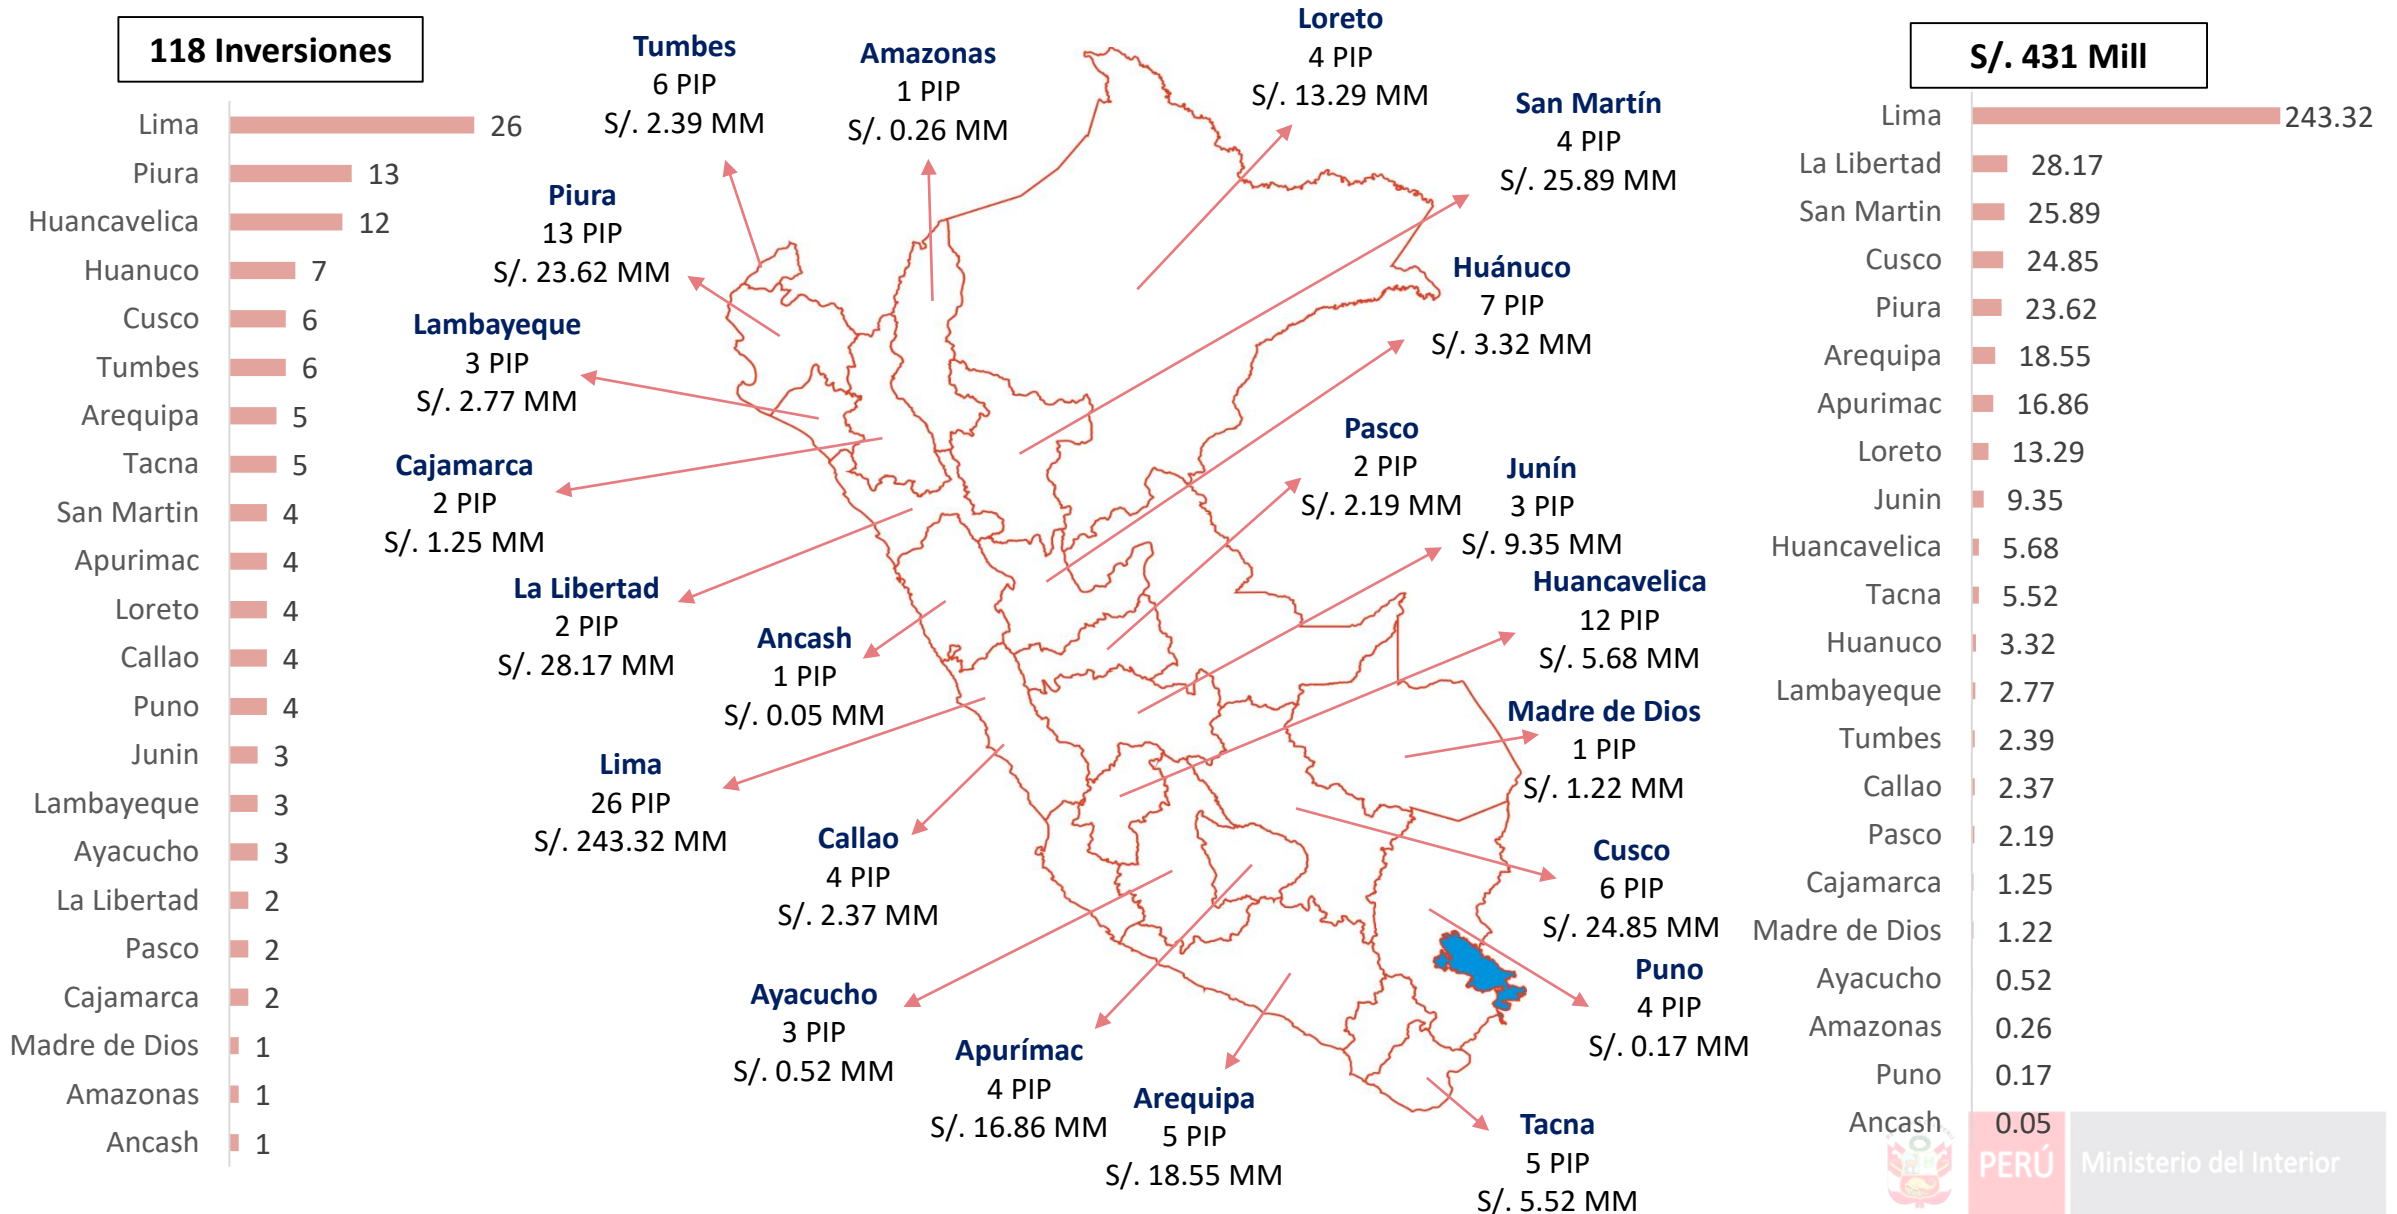 118 Inversiones
Lima 26
Piura 13
Huancavelica 12
Huanuco 7
Cusco 6
Tumbes 6
Arequipa 5
Tacna 5
San Martin 4
Apurimac 4
Loreto 4
Callao 4
Puno 4
Junin 3
Lambayeque 3
Ayacucho 3
La Libertad 2
Pasco 2
Cajamarca 2
Madre de Dios 1
Amazonas 1
Ancash 1
Tumbes
6 PIP
S/. 2.39 MM
Amazonas
1 PIP
S/. 0.26 MM
Loreto
4 PIP
S/. 13.29 MM
San Martín
4 PIP
S/. 25.89 MM
Piura
13 PIP
S/. 23.62 MM
Huánuco
7 PIP
S/. 3.32 MM
Lambayeque
3 PIP
S/. 2.77 MM
Pasco
2 PIP
S/. 2.19 MM
Cajamarca
2 PIP
S/. 1.25 MM
Junín
3 PIP
S/. 9.35 MM
La Libertad
2 PIP
S/. 28.17 MM
Huancavelica
12 PIP
S/. 5.68 MM
Ancash
1 PIP
S/. 0.05 MM
Madre de Dios
1 PIP
S/. 1.22 MM
Lima
26 PIP
S/. 243.32 MM
Callao
4 PIP
S/. 2.37 MM
Cusco
6 PIP
S/. 24.85 MM
Ayacucho
3 PIP
S/. 0.52 MM
Puno
4 PIP
S/. 0.17 MM
Apurímac
4 PIP
S/. 16.86 MM
Arequipa
5 PIP
S/. 18.55 MM
Tacna
5 PIP
S/. 5.52 MM
S/. 431 Mill
Lima 243.32
La Libertad 28.17
San Martin 25.89
Cusco 24.85
Piura 23.62
Arequipa 18.55
Apurimac 16.86
Loreto 13.29
Junin 9.35
Huancavelica 5.68
Tacna 5.52
Huanuco 3.32
Lambayeque 2.77
Tumbes 2.39
Callao 2.37
Pasco 2.19
Cajamarca 1.25
Madre de Dios 1.22
Ayacucho 0.52
Amazonas 0.26
Puno 0.17
Ancash 0.05
PERÚ Ministerio del Interior